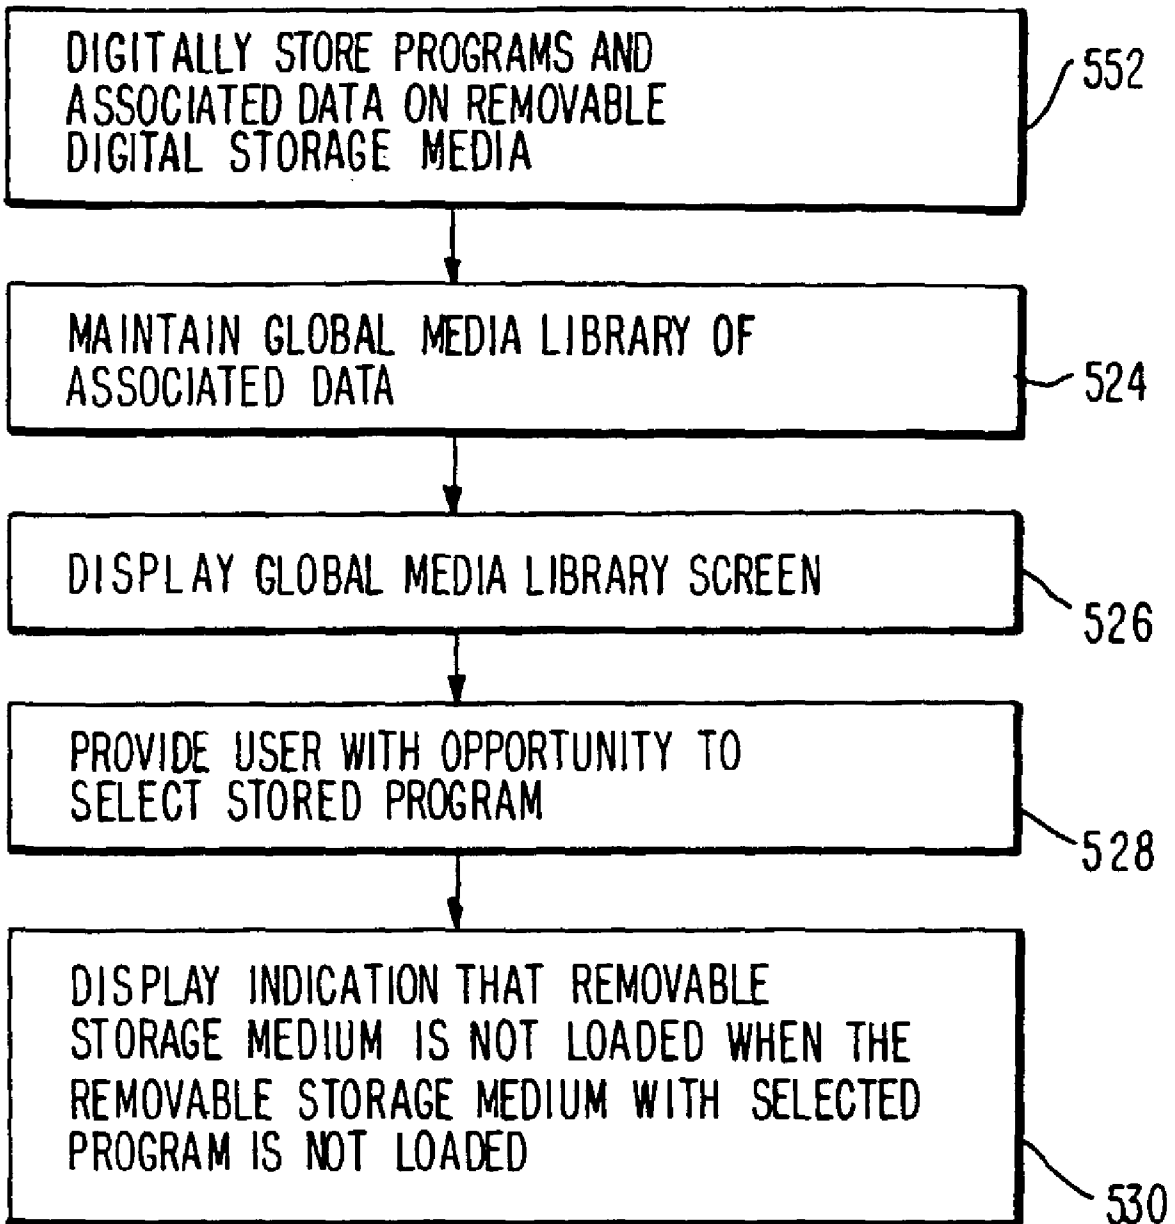 DIGITALLY STORE PROGRAMS AND
ASSOCIATED DATA ON REMOVABLE
DIGITAL STORAGE MEDIA
552
MAINTAIN GLOBAL MEDIA LIBRARY OF
ASSOCIATED DATA
524
DISPLAY GLOBAL MEDIA LIBRARY SCREEN
526
PROVIDE USER WITH OPPORTUNITY TO
SELECT STORED PROGRAM
528
DISPLAY INDICATION THAT REMOVABLE
STORAGE MEDIUM IS NOT LOADED WHEN THE
REMOVABLE STORAGE MEDIUM WITH SELECTED
PROGRAM IS NOT LOADED
530